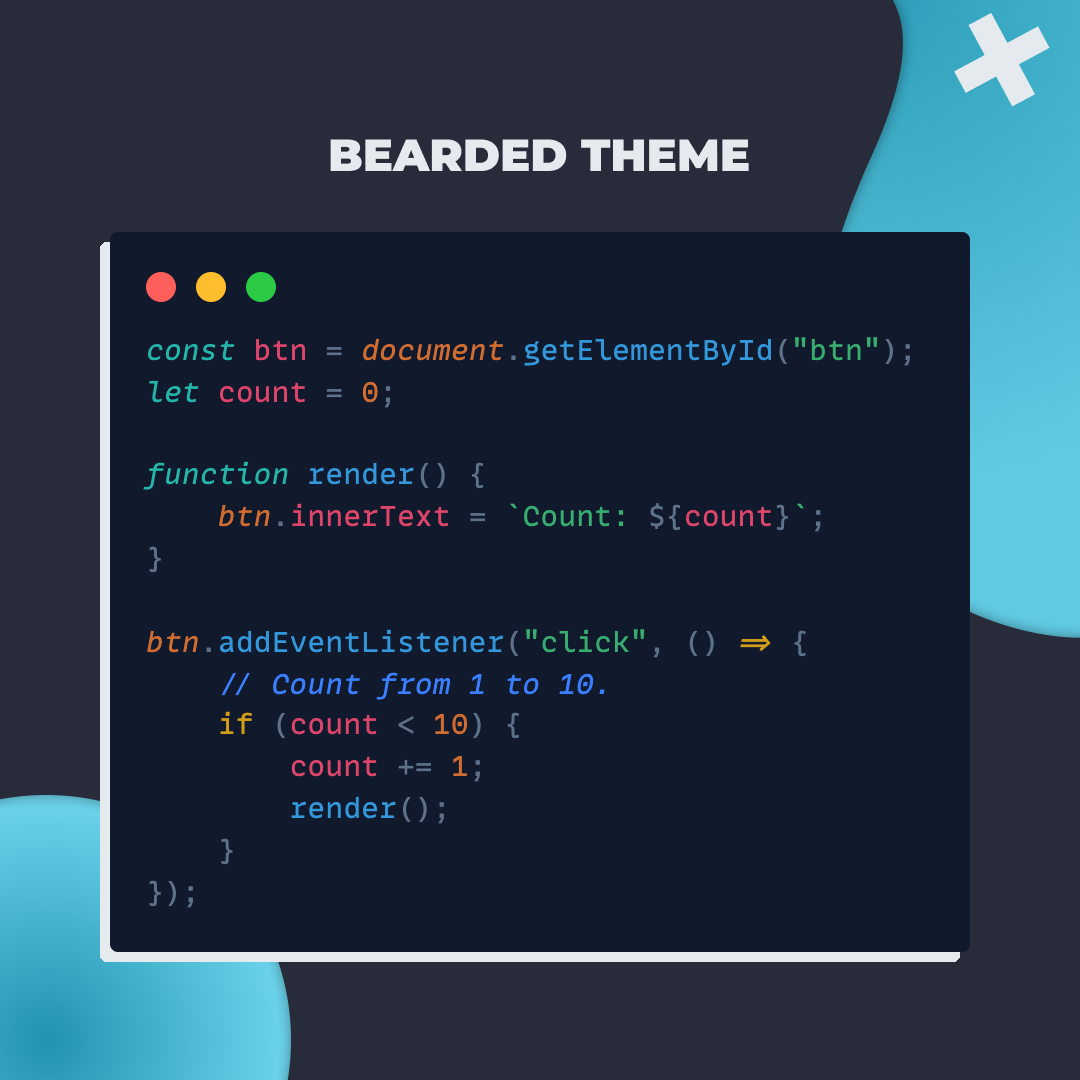 BEARDED THEME
const btn = document.getElementById("btn");
let count = 0;
function render() {
    btn.innerText = `Count: ${count}`;
}
btn.addEventListener("click", () => {
    // Count from 1 to 10.
    if (count < 10) {
        count += 1;
        render();
    }
});